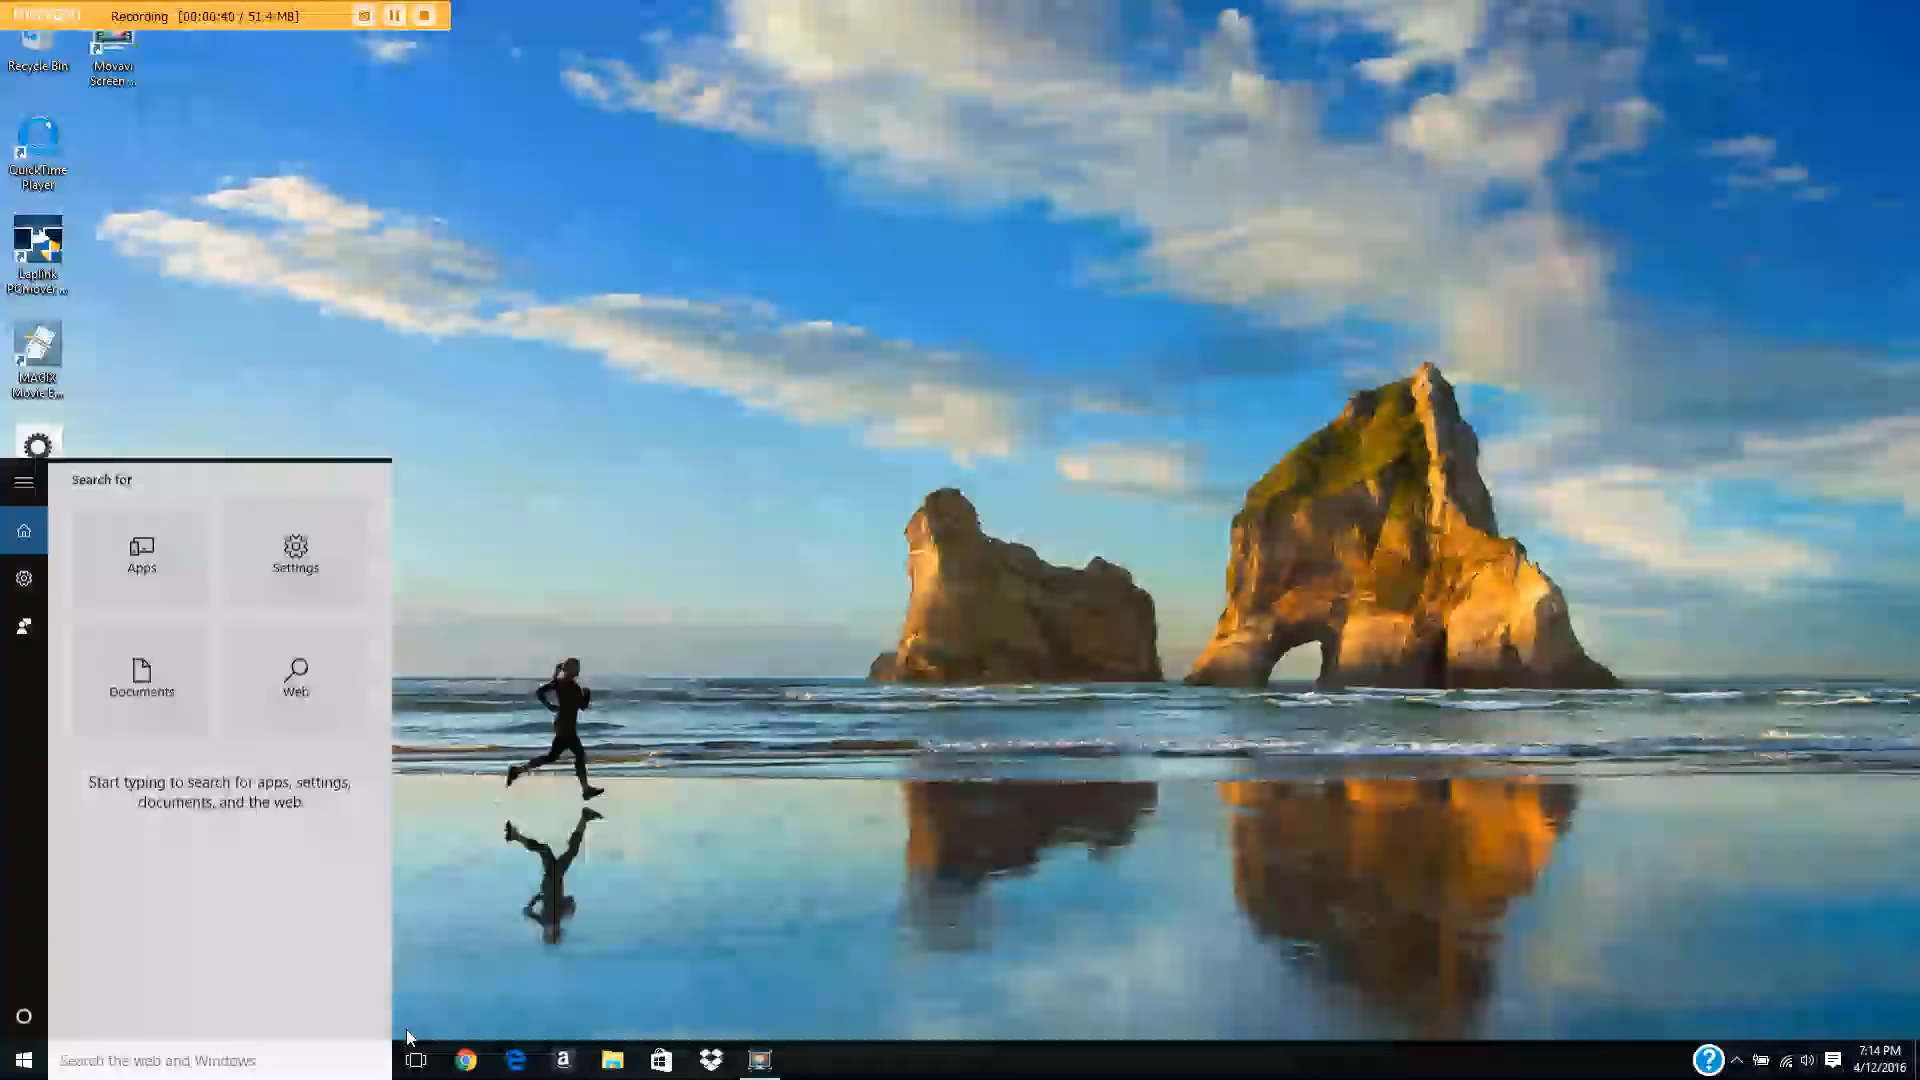 Recording [00:00:40 / 51.4 MB]
Recycle Bin
Movavi
Screen ...
QuickTime
Player
Laplink
PCmover ...
MAGIX
Movie E...
Search for
Apps
Settings
Documents
Web
Start typing to search for apps, settings,
documents, and the web.
Search the web and Windows
7:14 PM
4/12/2016